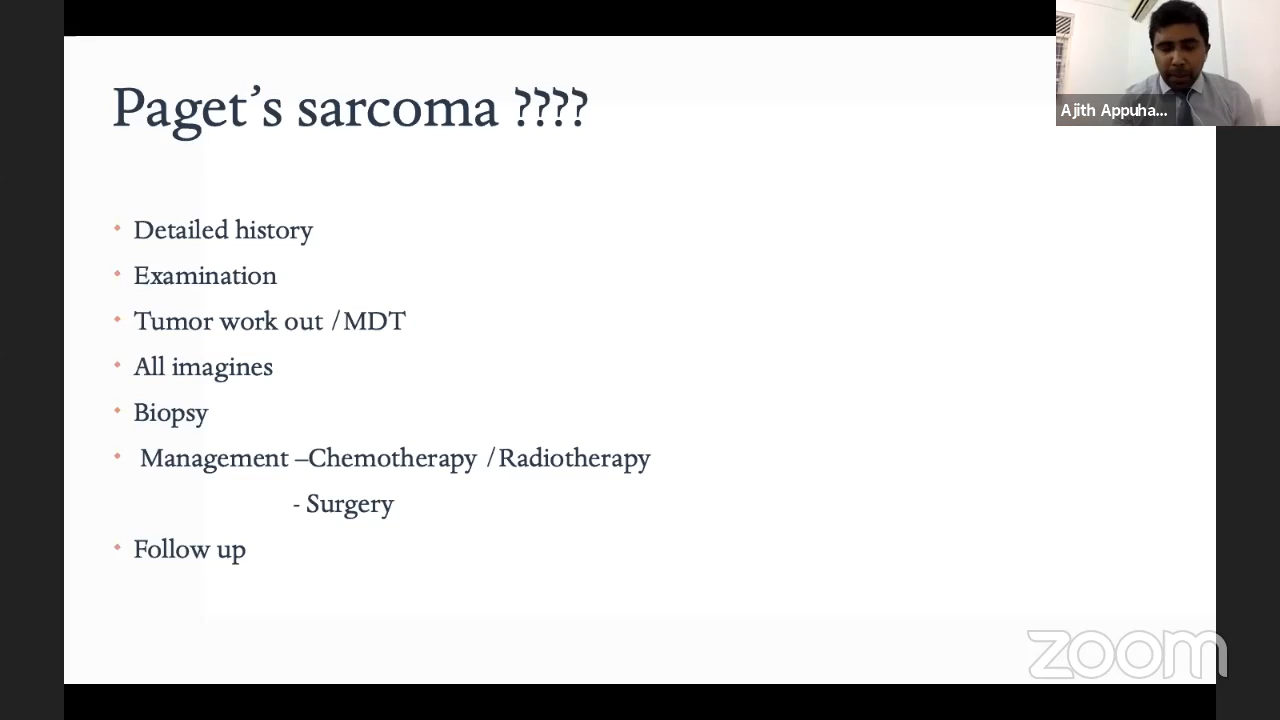 Paget's sarcoma ????
Ajith Appuha...
• Detailed history
• Examination
• Tumor work out /MDT
• All imagines
• Biopsy
• Management –Chemotherapy /Radiotherapy
- Surgery
• Follow up
zoom